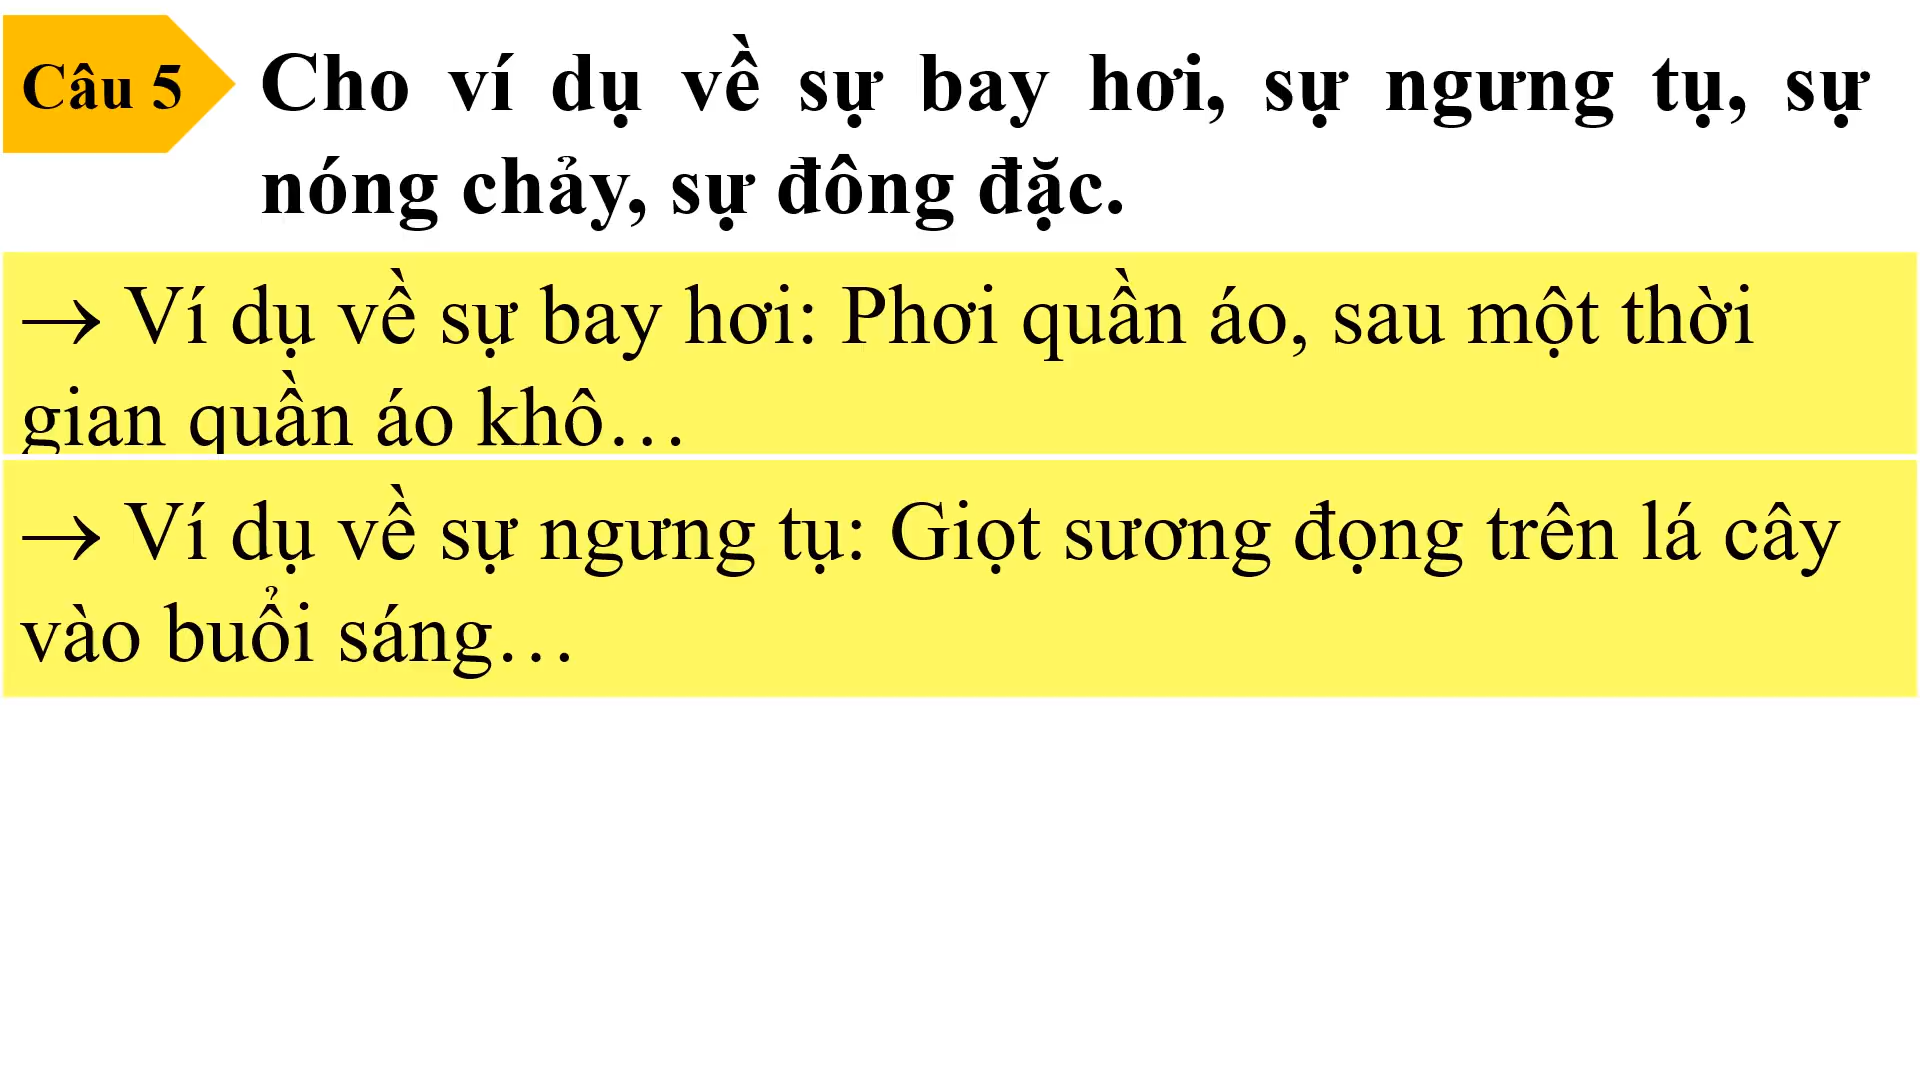 Câu 5
Cho ví dụ về sự bay hơi, sự ngưng tụ, sự
nóng chảy, sự đông đặc.
→ Ví dụ về sự bay hơi: Phơi quần áo, sau một thời
gian quần áo khô…
→ Ví dụ về sự ngưng tụ: Giọt sương đọng trên lá cây
vào buổi sáng…